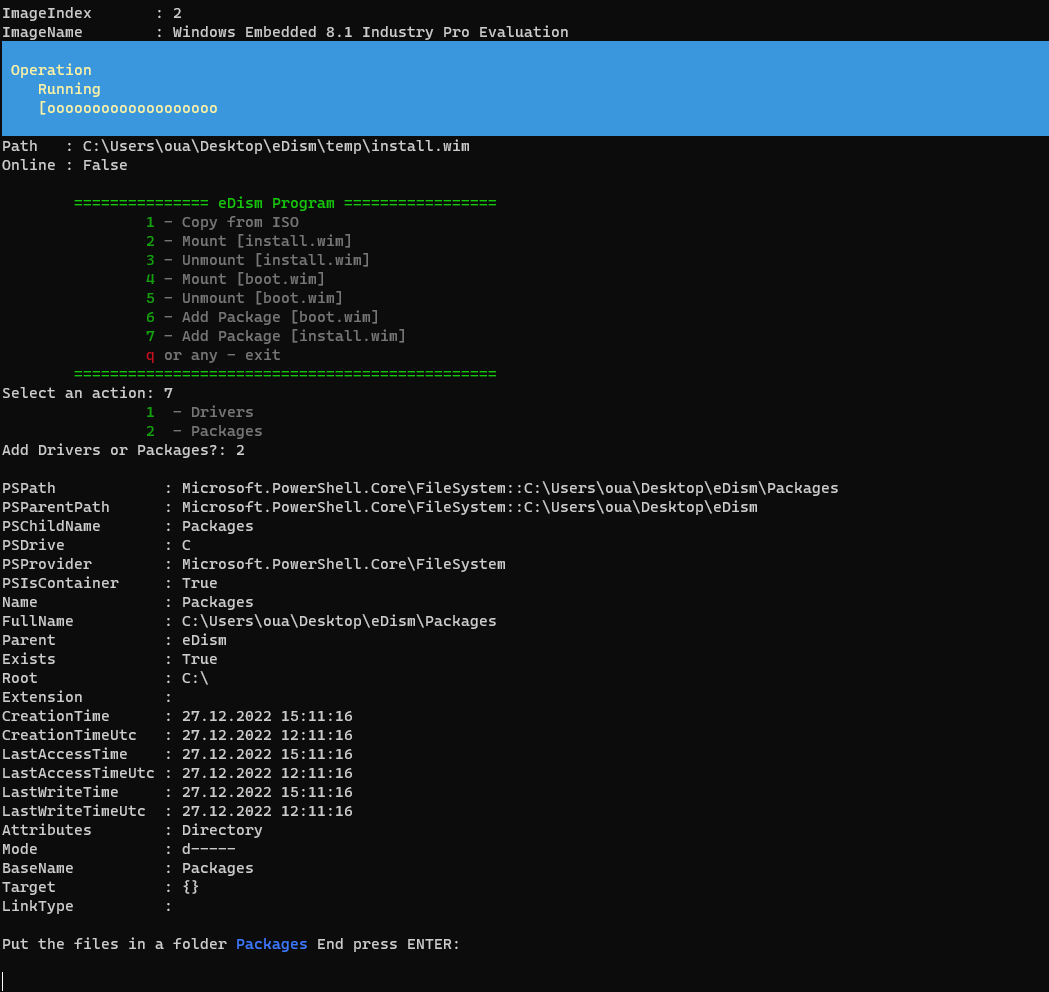 ImageIndex       : 2
ImageName        : Windows Embedded 8.1 Industry Pro Evaluation
Operation
Running
[ooooooooooooooooooo
Path   : C:\Users\oua\Desktop\eDism\temp\install.wim
Online : False
=============== eDism Program =================
1 - Copy from ISO
2 - Mount [install.wim]
3 - Unmount [install.wim]
4 - Mount [boot.wim]
5 - Unmount [boot.wim]
6 - Add Package [boot.wim]
7 - Add Package [install.wim]
q or any - exit
===============================================
Select an action: 7
1  - Drivers
2  - Packages
Add Drivers or Packages?: 2
PSPath            : Microsoft.PowerShell.Core\FileSystem::C:\Users\oua\Desktop\eDism\Packages
PSParentPath      : Microsoft.PowerShell.Core\FileSystem::C:\Users\oua\Desktop\eDism
PSChildName       : Packages
PSDrive           : C
PSProvider        : Microsoft.PowerShell.Core\FileSystem
PSIsContainer     : True
Name              : Packages
FullName          : C:\Users\oua\Desktop\eDism\Packages
Parent            : eDism
Exists            : True
Root              : C:\
Extension         :
CreationTime      : 27.12.2022 15:11:16
CreationTimeUtc   : 27.12.2022 12:11:16
LastAccessTime    : 27.12.2022 15:11:16
LastAccessTimeUtc : 27.12.2022 12:11:16
LastWriteTime     : 27.12.2022 15:11:16
LastWriteTimeUtc  : 27.12.2022 12:11:16
Attributes        : Directory
Mode              : d-----
BaseName          : Packages
Target            : {}
LinkType          :
Put the files in a folder Packages End press ENTER: